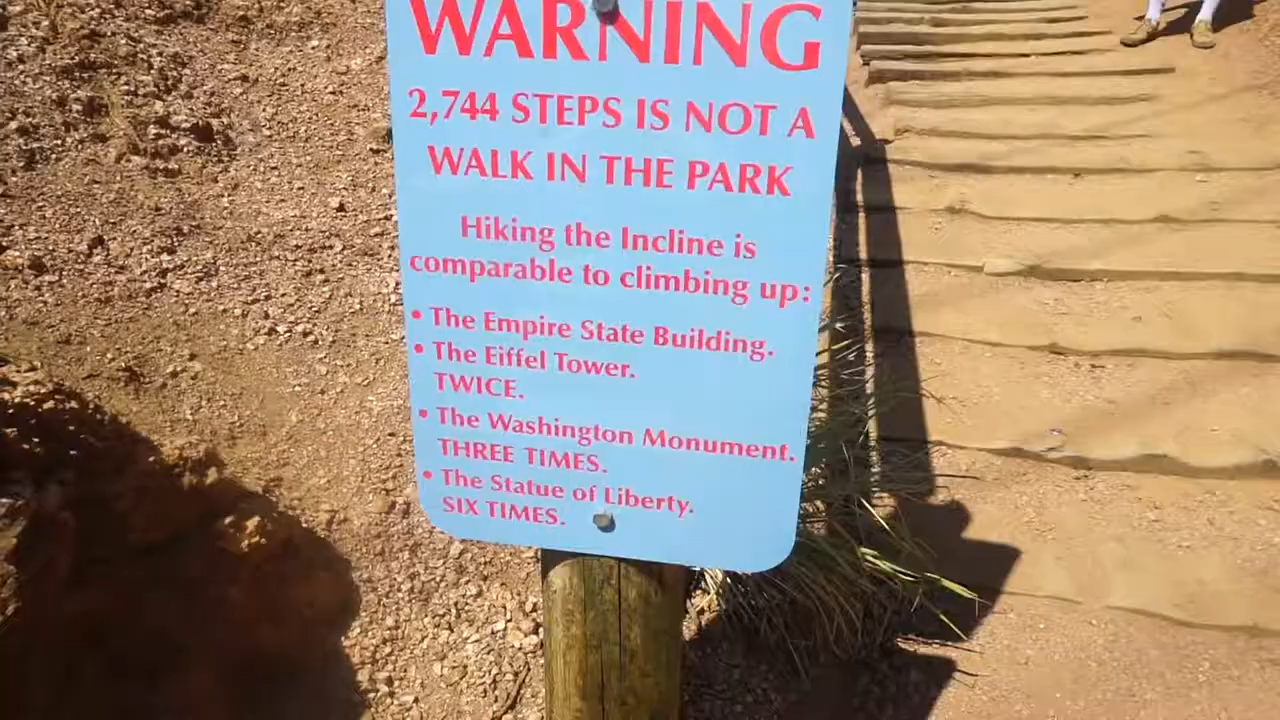 WARNING
2,744 STEPS IS NOT A
WALK IN THE PARK
Hiking the Incline is
comparable to climbing up:
• The Empire State Building.
• The Eiffel Tower.
TWICE.
• The Washington Monument.
THREE TIMES.
• The Statue of Liberty.
SIX TIMES.